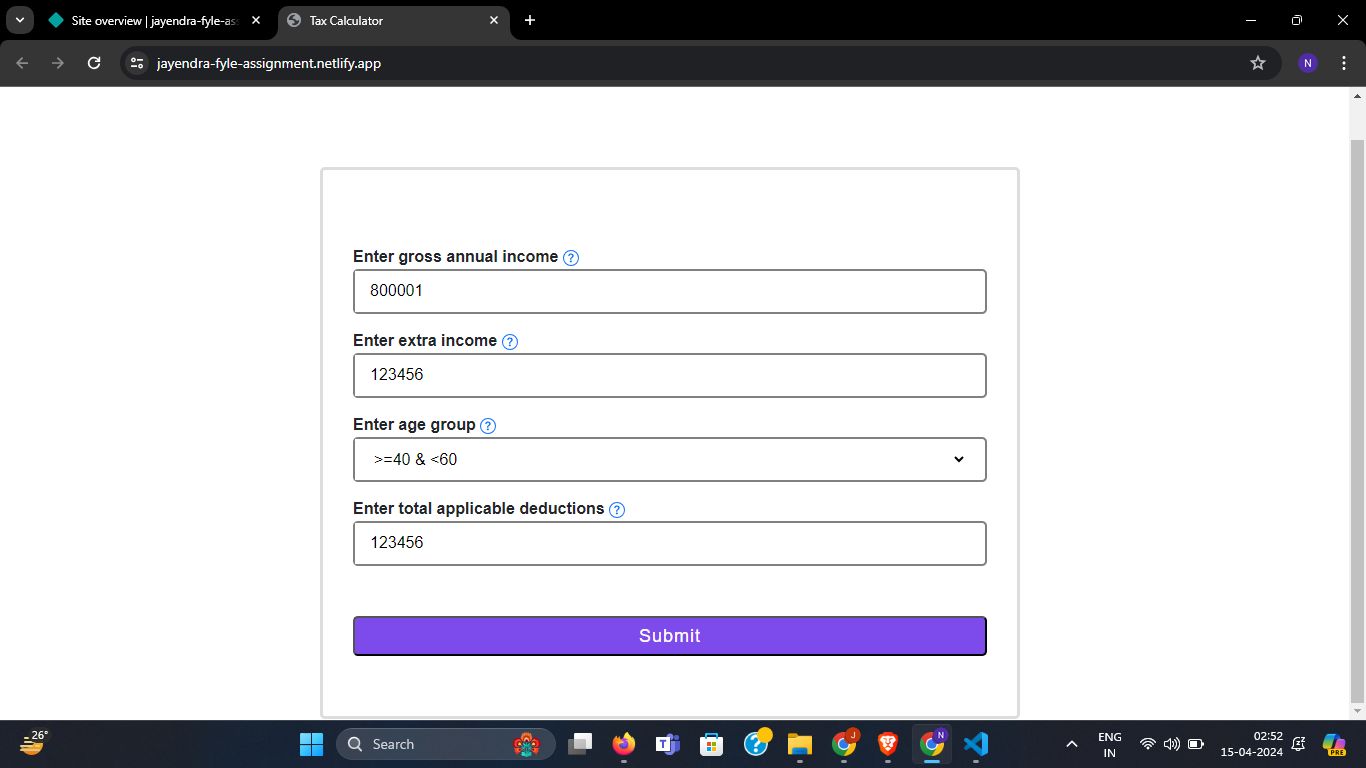 Site overview | jayendra-fyle-as
Tax Calculator
jayendra-fyle-assignment.netlify.app
N
Enter gross annual income ?
800001
Enter extra income ?
123456
Enter age group ?
>=40 & <60
Enter total applicable deductions ?
123456
Submit
26°
Search
T
?
J
N
PRE
ENG
IN
02:52
15-04-2024